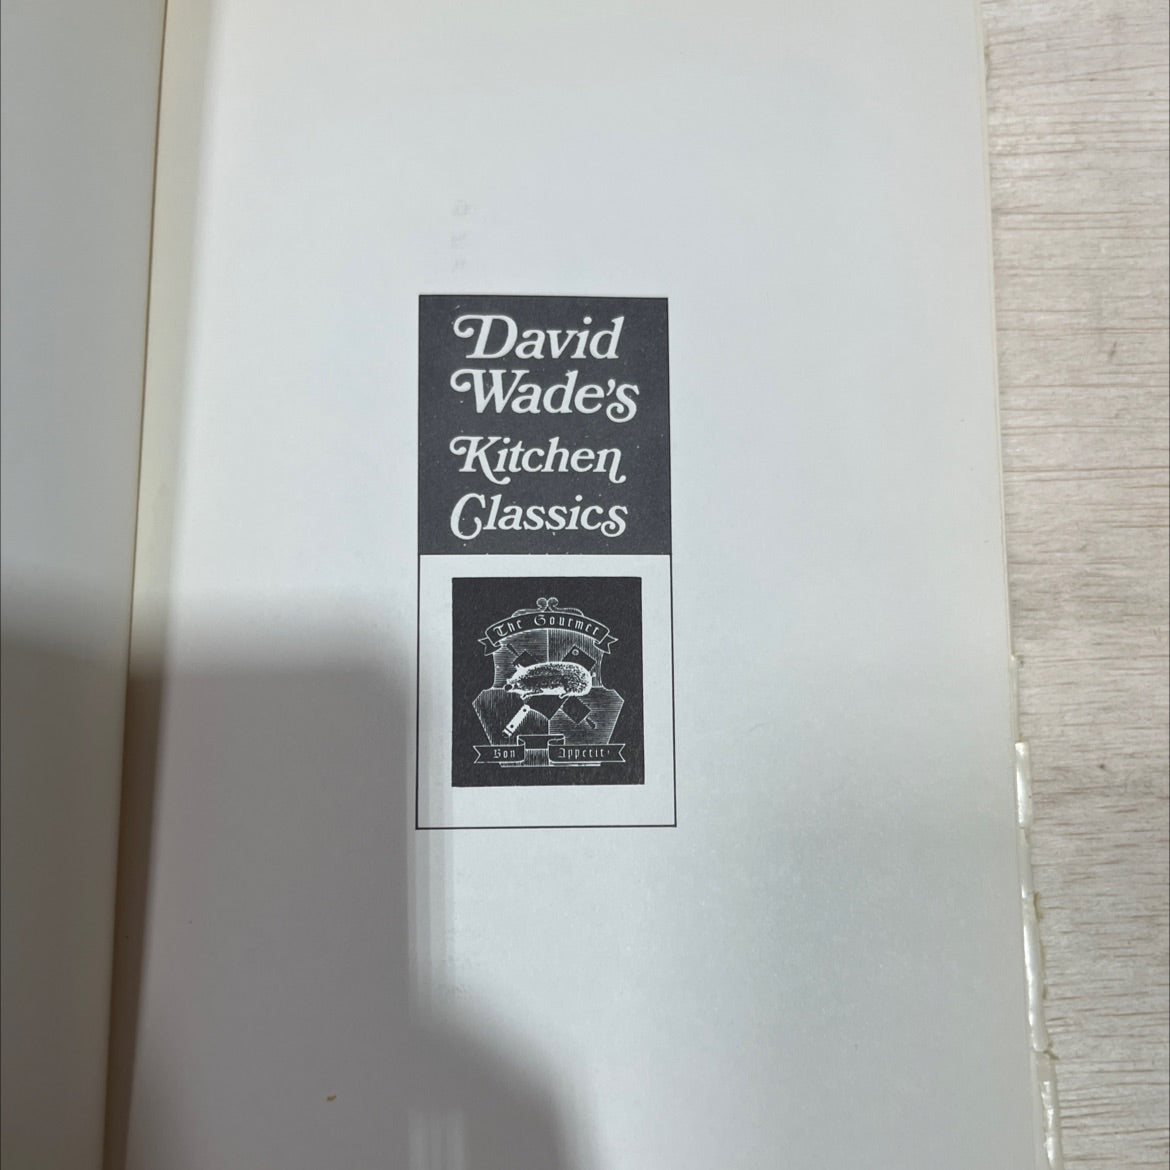 David
Wade's
Kitchen
Classics
The Gourmet
Bon Appetit